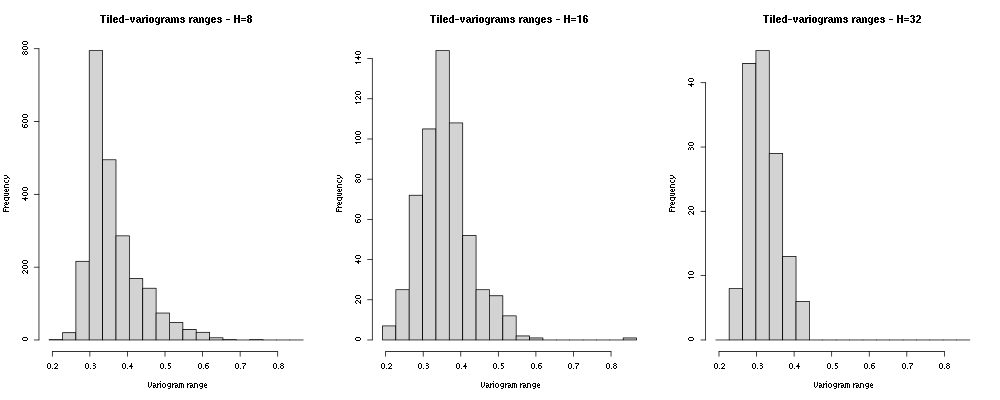 Tiled-variograms ranges - H=8
Frequency
0
200
400
600
800
0.2 0.3 0.4 0.5 0.6 0.7 0.8
Variogram range
Tiled-variograms ranges - H=16
Frequency
0
20
40
60
80
100
120
140
0.2 0.3 0.4 0.5 0.6 0.7 0.8
Variogram range
Tiled-variograms ranges - H=32
Frequency
0
10
20
30
40
0.2 0.3 0.4 0.5 0.6 0.7 0.8
Variogram range